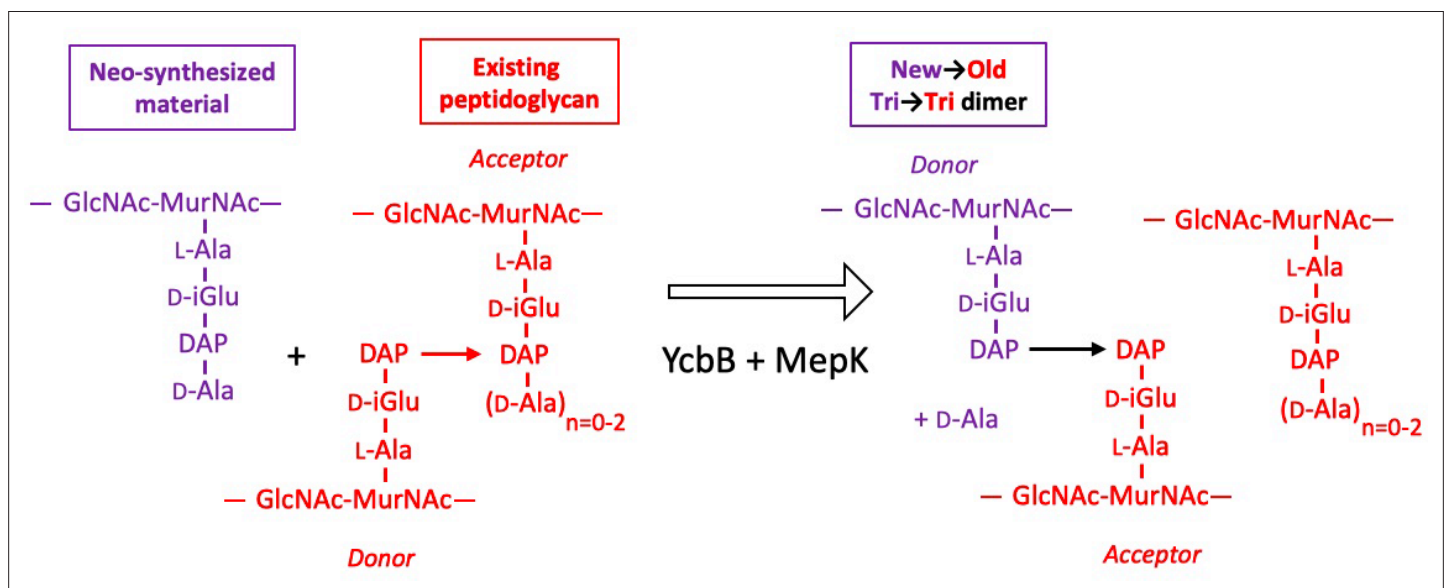 Neo-synthesized
material
Existing
peptidoglycan
New→Old
Tri→Tri dimer
Acceptor
Donor
— GlcNAc-MurNAc—
L-Ala
D-iGlu
DAP
D-Ala
+
— GlcNAc-MurNAc—
L-Ala
D-iGlu
DAP → DAP
D-iGlu
(D-Ala)n=0-2
L-Ala
— GlcNAc-MurNAc—
Donor
YcbB + MepK
— GlcNAc-MurNAc—
L-Ala
D-iGlu
DAP → DAP
+ D-Ala
D-iGlu
L-Ala
— GlcNAc-MurNAc—
Acceptor
— GlcNAc-MurNAc—
L-Ala
D-iGlu
DAP
(D-Ala)n=0-2